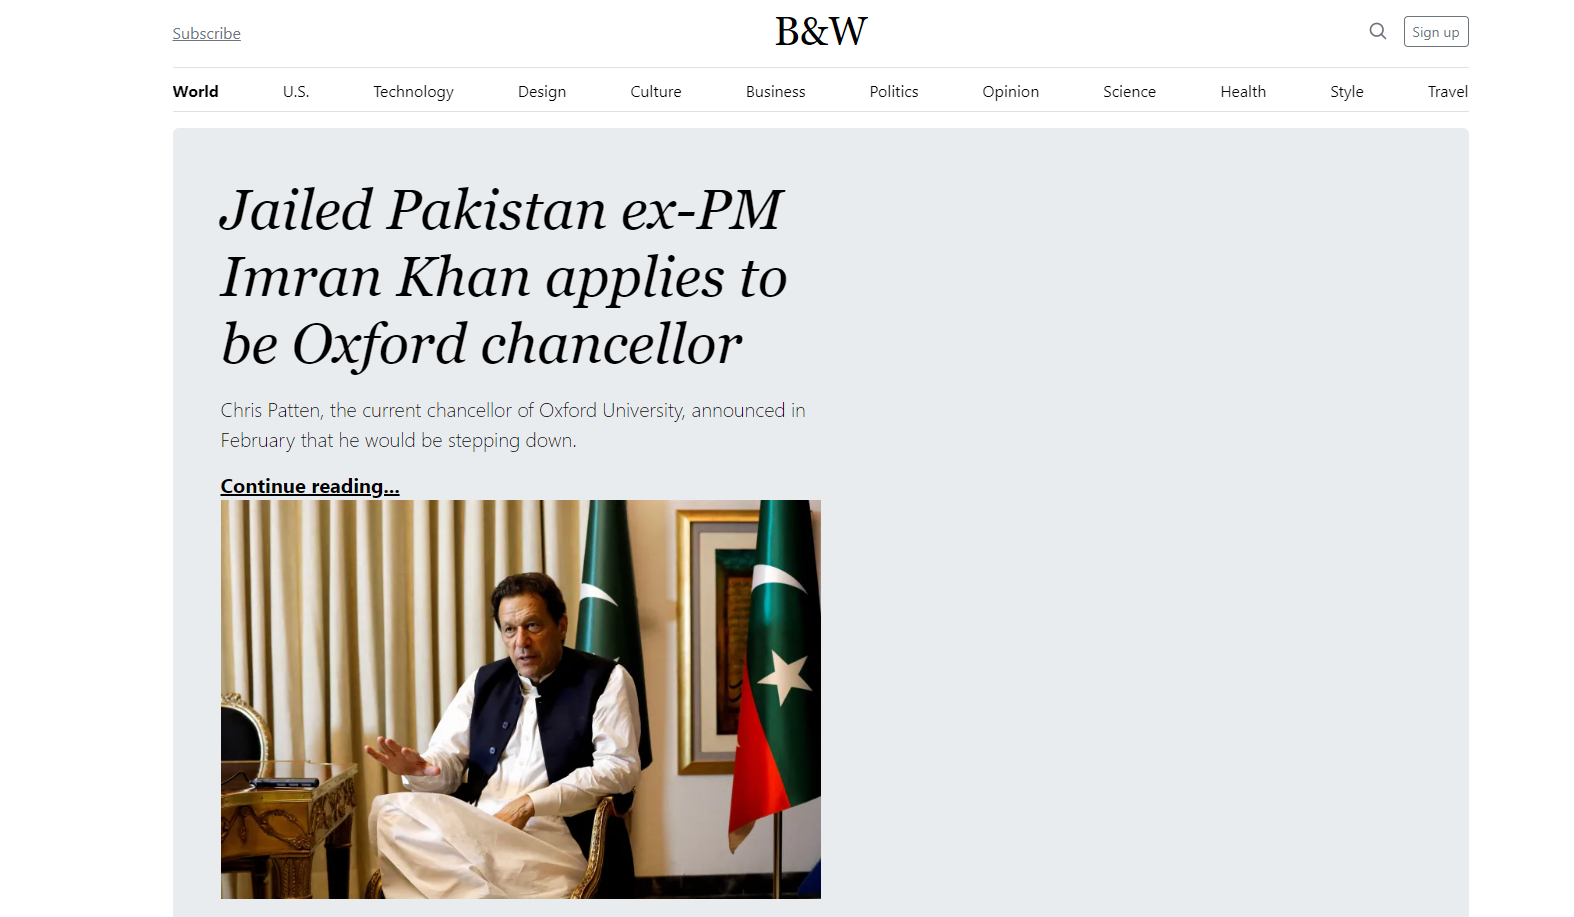 Subscribe
B&W
Sign up
World U.S. Technology Design Culture Business Politics Opinion Science Health Style Travel
Jailed Pakistan ex-PM
Imran Khan applies to
be Oxford chancellor
Chris Patten, the current chancellor of Oxford University, announced in
February that he would be stepping down.
Continue reading...